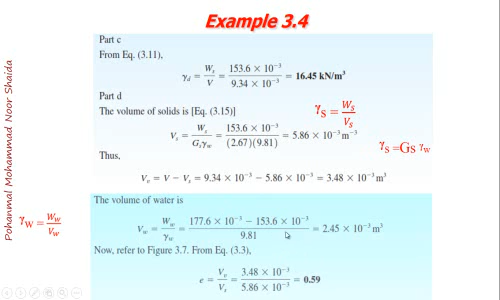 Example 3.4
Part c
From Eq. (3.11),
γd = Ws / V = 153.6 × 10⁻³ / 9.34 × 10⁻³ = 16.45 kN/m³
Part d
The volume of solids is [Eq. (3.15)]
Vs = Ws / Gsγw = 153.6 × 10⁻³ / (2.67)(9.81) = 5.86 × 10⁻³ m⁻³
γS = WS / VS
γS =GS γW
Thus,
Vv = V − Vs = 9.34 × 10⁻³ − 5.86 × 10⁻³ = 3.48 × 10⁻³ m³
The volume of water is
Vw = Ww / γw = 177.6 × 10⁻³ − 153.6 × 10⁻³ / 9.81 = 2.45 × 10⁻³ m³
γW = WW / VW
Now, refer to Figure 3.7. From Eq. (3.3),
e = Vv / Vs = 3.48 × 10⁻³ / 5.86 × 10⁻³ = 0.59
Pohanmal Mohammad Noor Shaida